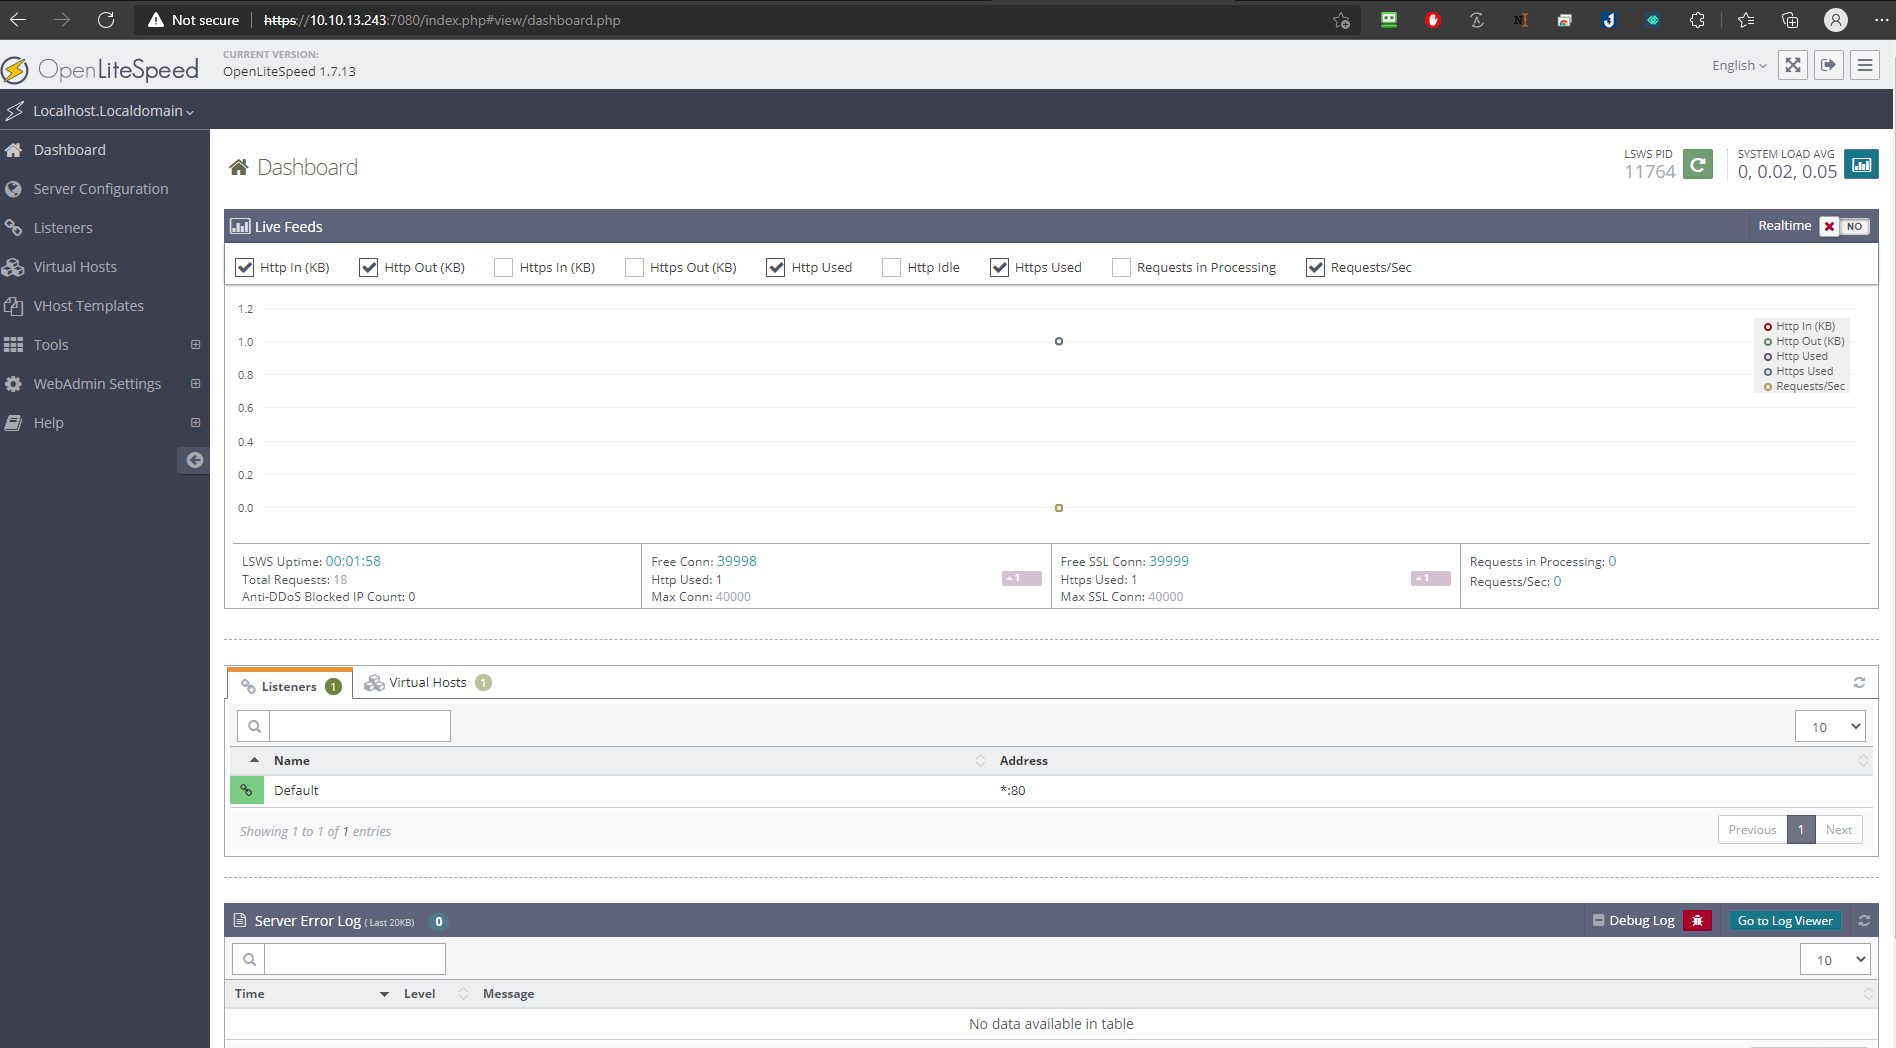 Not secure https://10.10.13.243:7080/index.php#view/dashboard.php
OpenLiteSpeed
CURRENT VERSION:
OpenLiteSpeed 1.7.13
English
Localhost.Localdomain
Dashboard
Server Configuration
Listeners
Virtual Hosts
VHost Templates
Tools
WebAdmin Settings
Help
Dashboard
LSWS PID
11764
SYSTEM LOAD AVG
0, 0.02, 0.05
Live Feeds
Realtime NO
Http In (KB) Http Out (KB) Https In (KB) Https Out (KB) Http Used Http Idle Https Used Requests in Processing Requests/Sec
1.2
1.0
0.8
0.6
0.4
0.2
0.0
Http In (KB)
Http Out (KB)
Http Used
Https Used
Requests/Sec
LSWS Uptime: 00:01:58
Total Requests: 18
Anti-DDoS Blocked IP Count: 0
Free Conn: 39998
Http Used: 1
Max Conn: 40000
1
Free SSL Conn: 39999
Https Used: 1
Max SSL Conn: 40000
1
Requests in Processing: 0
Requests/Sec: 0
Listeners 1 Virtual Hosts 1
10
Name Address
Default *:80
Showing 1 to 1 of 1 entries
Previous 1 Next
Server Error Log ( Last 20KB) 0
Debug Log Go to Log Viewer
10
Time Level Message
No data available in table